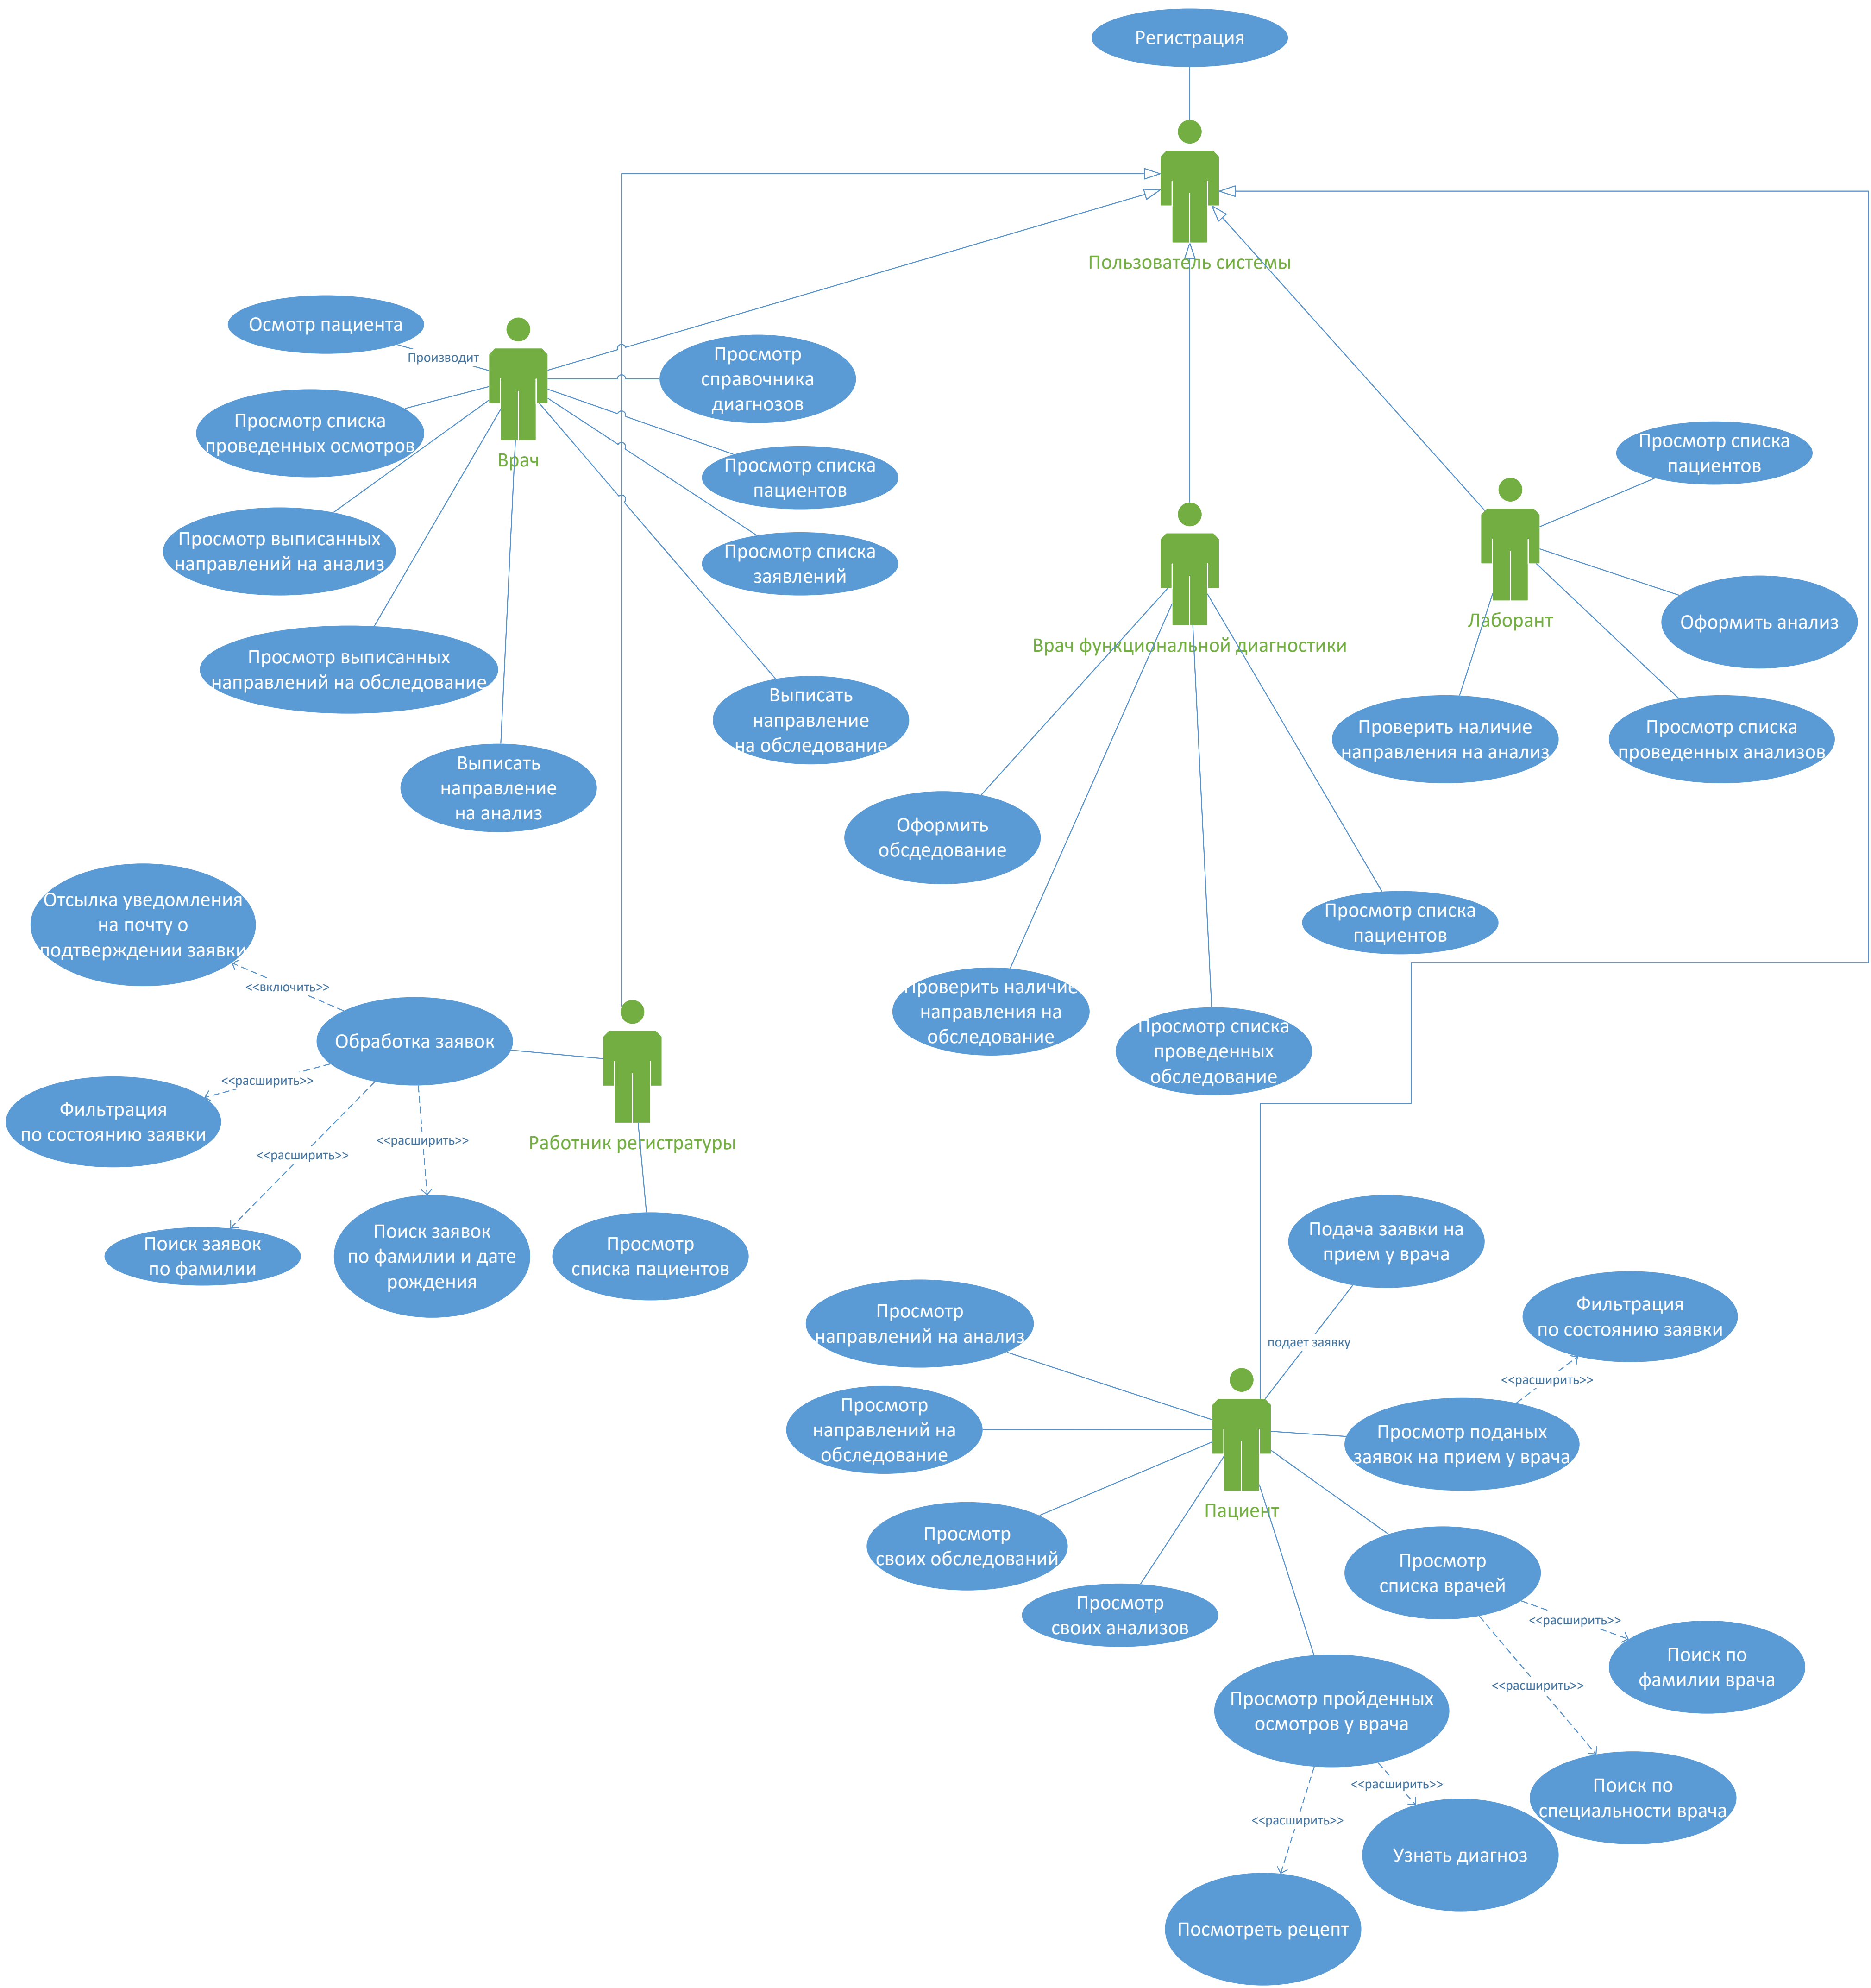 Регистрация
Пользователь системы
Осмотр пациента
Производит
Просмотр
справочника
диагнозов
Просмотр списка
проведенных осмотров
Врач
Просмотр списка
пациентов
Просмотр списка
пациентов
Просмотр выписанных
направлений на анализ
Просмотр списка
заявлений
Лаборант
Оформить анализ
Врач функциональной диагностики
Просмотр выписанных
направлений на обследование
Выписать
направление
на обследование
Проверить наличие
направления на анализ
Просмотр списка
проведенных анализов
Выписать
направление
на анализ
Оформить
обсдедование
Просмотр списка
пациентов
Отсылка уведомления
на почту о
подтверждении заявки
<<включить>>
Проверить наличие
направления на
обследование
Просмотр списка
проведенных
обследование
Обработка заявок
<<расширить>>
Фильтрация
по состоянию заявки
<<расширить>>
<<расширить>>
Работник регистратуры
Поиск заявок
по фамилии
Поиск заявок
по фамилии и дате
рождения
Просмотр
списка пациентов
Подача заявки на
прием у врача
Просмотр
направлений на анализ
подает заявку
Фильтрация
по состоянию заявки
<<расширить>>
Просмотр
направлений на
обследование
Просмотр поданых
заявок на прием у врача
Пациент
Просмотр
своих обследований
Просмотр
списка врачей
Просмотр
своих анализов
<<расширить>>
Поиск по
фамилии врача
<<расширить>>
Просмотр пройденных
осмотров у врача
<<расширить>>
Поиск по
специальности врача
<<расширить>>
Узнать диагноз
Посмотреть рецепт